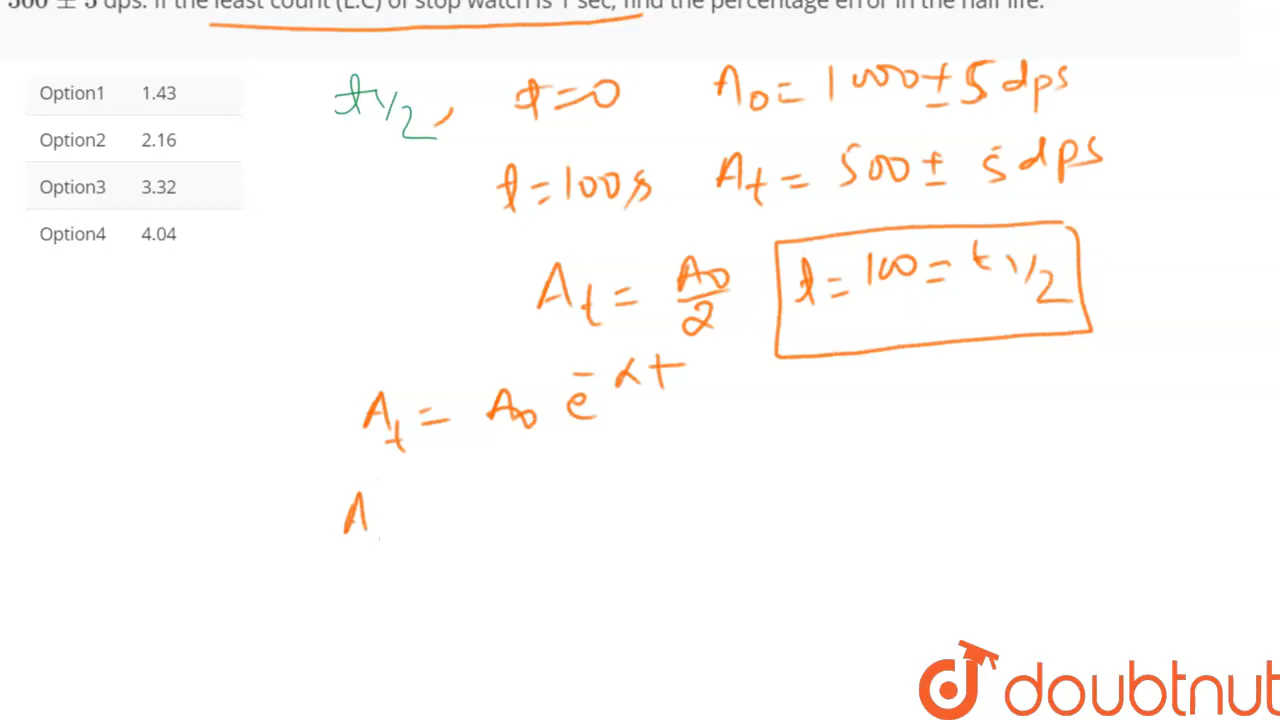 500 ± 5 dps. If the least count (L.C) of stop watch is 1 sec, find the percentage error in the half life.
Option1 1.43
Option2 2.16
Option3 3.32
Option4 4.04
t1/2, t=0 A0 = 1000 ± 5 dps
t = 100s At = 500 ± 5 dps
At = A0/2 t = 100 = t1/2
At = A0 e^-λt
A
doubtnut